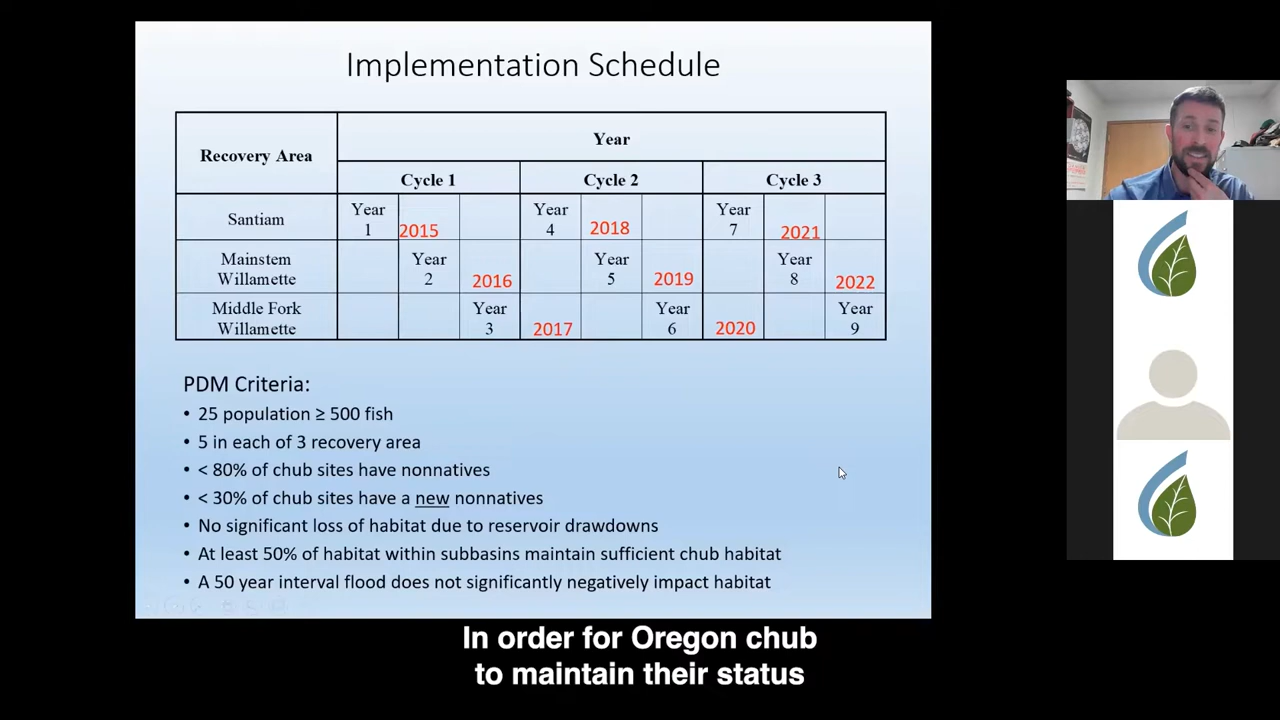 Implementation Schedule
Recovery Area
Year
Cycle 1
Cycle 2
Cycle 3
Santiam
Year
1
2015
Year
4
2018
Year
7
2021
Mainstem
Willamette
Year
2
2016
Year
5
2019
Year
8
2022
Middle Fork
Willamette
Year
3
2017
Year
6
2020
Year
9
PDM Criteria:
• 25 population ≥ 500 fish
• 5 in each of 3 recovery area
• < 80% of chub sites have nonnatives
• < 30% of chub sites have a new nonnatives
• No significant loss of habitat due to reservoir drawdowns
• At least 50% of habitat within subbasins maintain sufficient chub habitat
• A 50 year interval flood does not significantly negatively impact habitat
In order for Oregon chub
to maintain their status